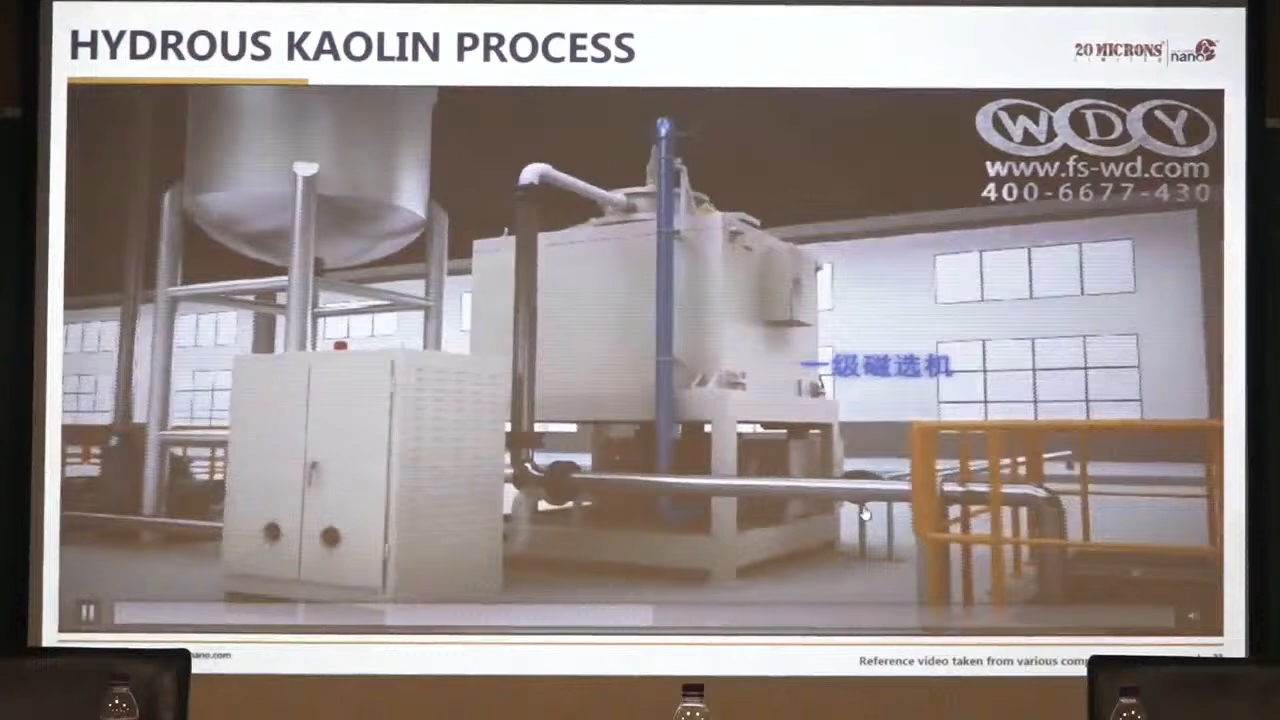 HYDROUS KAOLIN PROCESS
20 MICRONS
nano
WDY
www.fs-wd.com
400-6677-430
一级磁选机
nano.com
Reference video taken from various comp